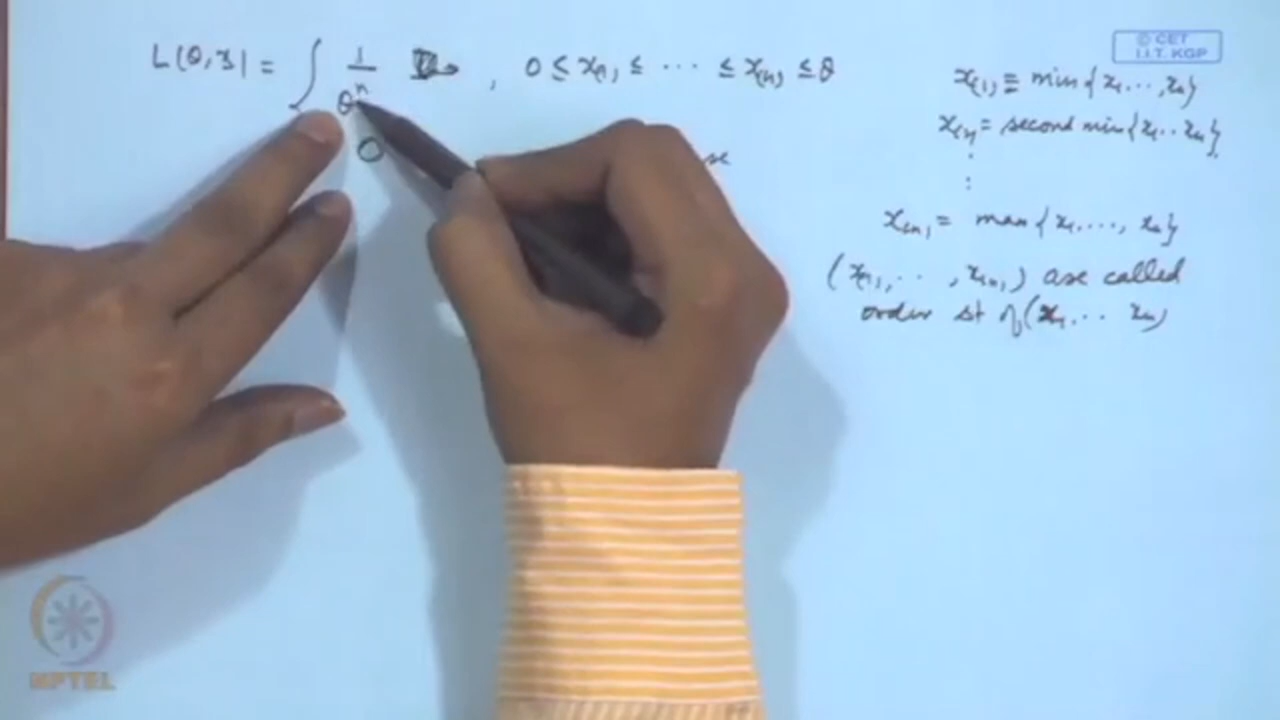 L(θ,x) = { 1/θⁿ , 0 ≤ x₍₁₎ ≤ ··· ≤ x₍ₙ₎ ≤ θ
0
se
© CET
I.I.T. KGP
x₍₁₎ ≡ min{x₁···,xₙ}
x₍₂₎ = second min{x₁··xₙ}
:
x₍ₙ₎ = max{x₁,···, xₙ}
(x₍₁₎,·· , x₍ₙ₎) are called
order st of (x₁··· xₙ)
NPTEL